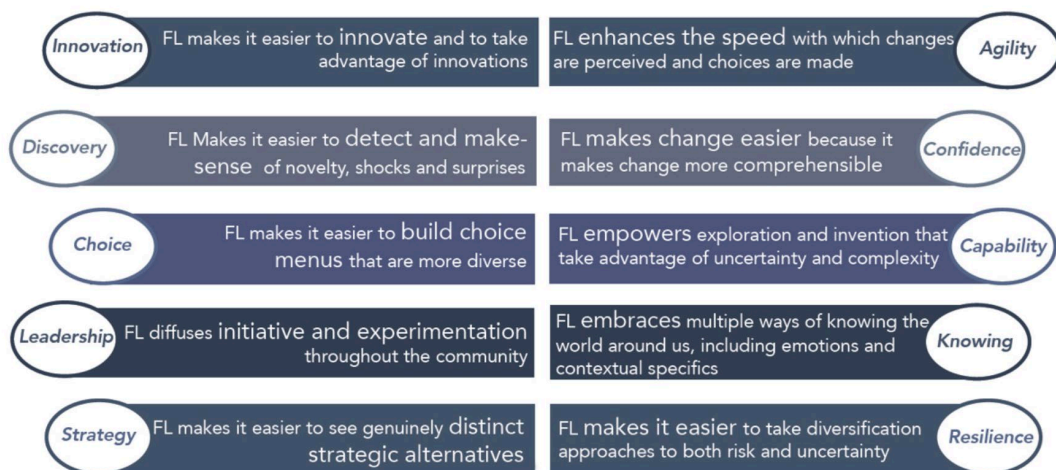 Innovation
FL makes it easier to innovate and to take
advantage of innovations
FL enhances the speed with which changes
are perceived and choices are made
Agility
Discovery
FL Makes it easier to detect and make-
sense of novelty, shocks and surprises
FL makes change easier because it
makes change more comprehensible
Confidence
Choice
FL makes it easier to build choice
menus that are more diverse
FL empowers exploration and invention that
take advantage of uncertainty and complexity
Capability
Leadership
FL diffuses initiative and experimentation
throughout the community
FL embraces multiple ways of knowing the
world around us, including emotions and
contextual specifics
Knowing
Strategy
FL makes it easier to see genuinely distinct
strategic alternatives
FL makes it easier to take diversification
approaches to both risk and uncertainty
Resilience